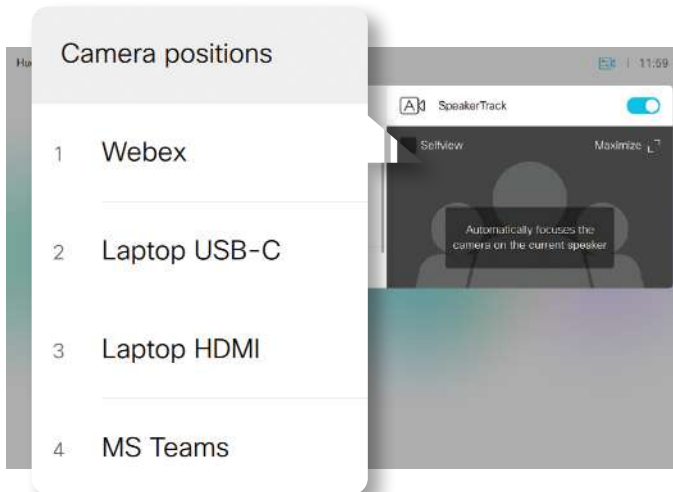 Camera positions
1 Webex
2 Laptop USB-C
3 Laptop HDMI
4 MS Teams
11:59
SpeakerTrack
Selfview
Maximize
Automatically focuses the
camera on the current speaker